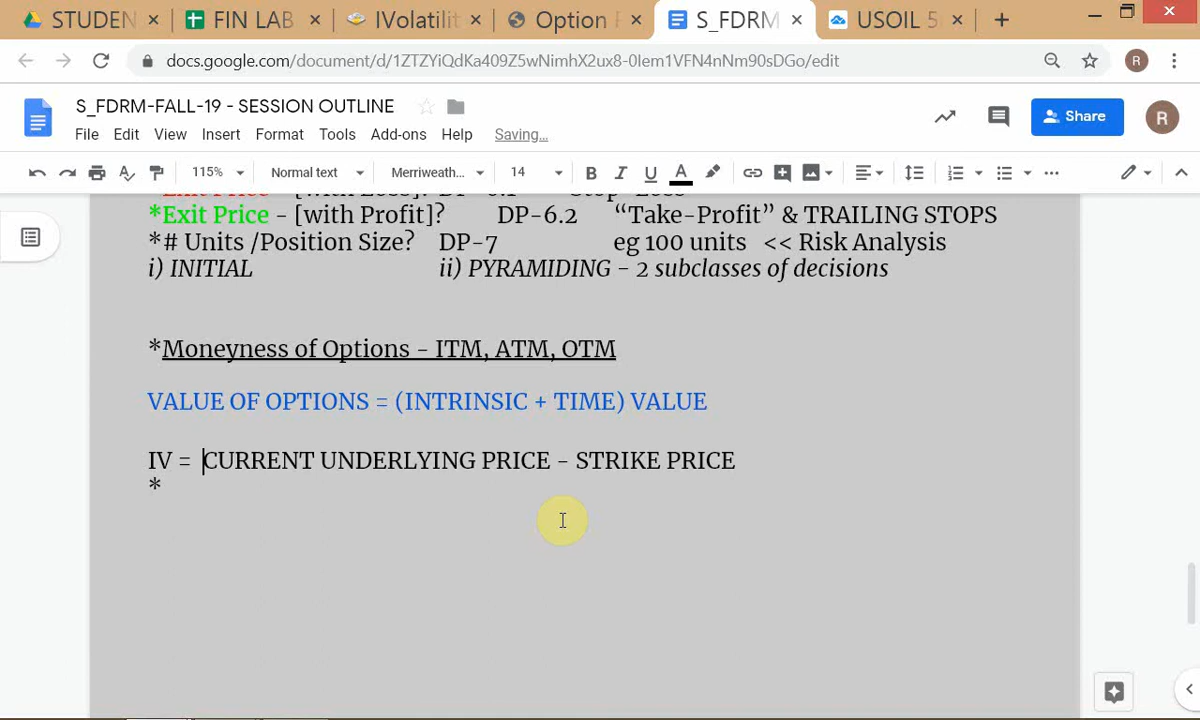 STUDEN
FIN LAB
IVolatilit
Option
S_FDRM
USOIL 5
docs.google.com/document/d/1ZTZYiQdKa409Z5wNimhX2ux8-0Iem1VFN4nNm90sDGo/edit
R
S_FDRM-FALL-19 - SESSION OUTLINE
File Edit View Insert Format Tools Add-ons Help Saving...
Share
R
115% Normal text Merriweath... 14 B I U A
*Exit Price - [with Profit]? DP-6.2 “Take-Profit” & TRAILING STOPS
*# Units /Position Size? DP-7 eg 100 units << Risk Analysis
i) INITIAL ii) PYRAMIDING - 2 subclasses of decisions
*Moneyness of Options - ITM, ATM, OTM
VALUE OF OPTIONS = (INTRINSIC + TIME) VALUE
IV = CURRENT UNDERLYING PRICE - STRIKE PRICE
*